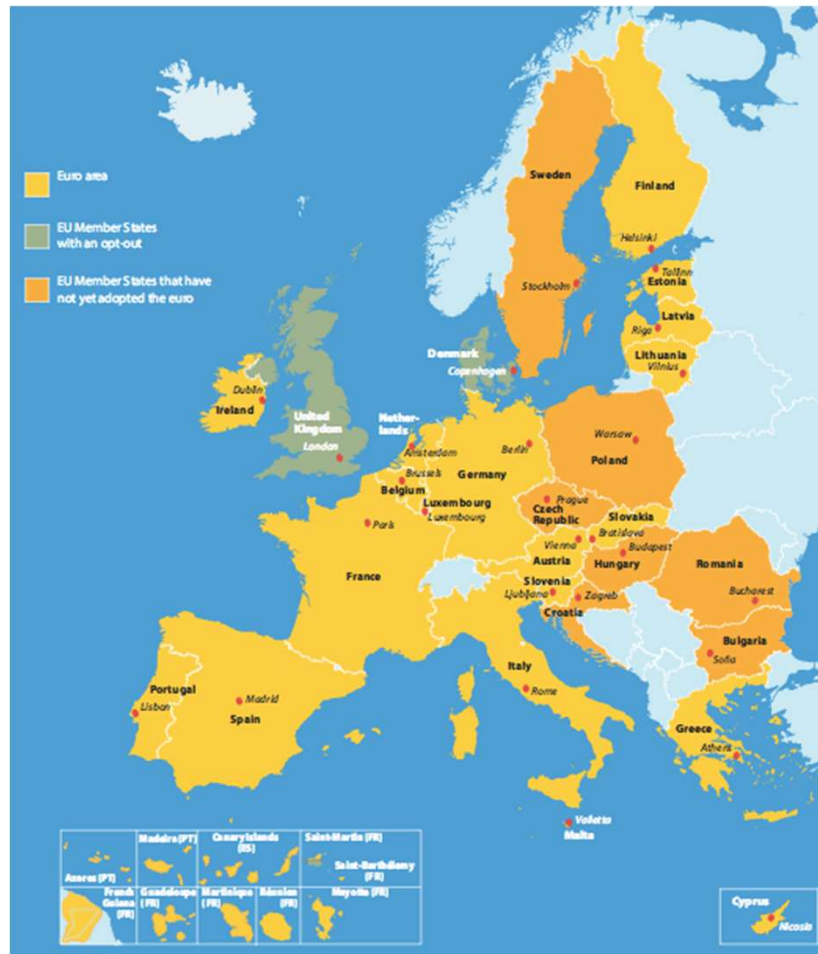 Euro area
EU Member States
with an opt-out
EU Member States that have
not yet adopted the euro
Sweden
Finland
Helsinki
Stockholm
Tallinn
Estonia
Latvia
Riga
Lithuania
Vilnius
Denmark
Copenhagen
Dublin
Ireland
United
Kingdom
London
Nether-
lands
Amsterdam
Brussels
Belgium
Luxembourg
Luxembourg
Berlin
Germany
Warsaw
Poland
Prague
Czech
Republic
Slovakia
Bratislava
Vienna
Austria
Budapest
Hungary
Romania
Bucharest
Paris
France
Slovenia
Ljubljana
Zagreb
Croatia
Bulgaria
Sofia
Italy
Rome
Portugal
Lisbon
Madrid
Spain
Greece
Athens
Valletta
Malta
Azores (PT)
Madeira (PT)
Canary Islands
(ES)
Saint-Martin (FR)
Saint-Barthélemy
(FR)
French
Guiana
(FR)
Guadeloupe
(FR)
Martinique
(FR)
Réunion
(FR)
Mayotte (FR)
Cyprus
Nicosia